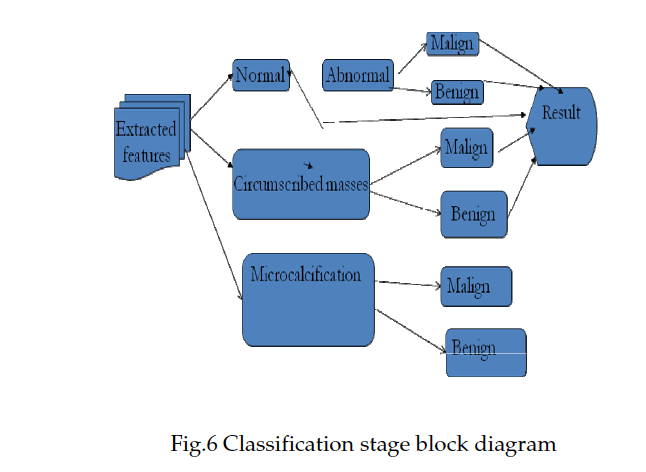 Malign
Normal
Abnormal
Benign
Result
Extracted
features
Malign
Circumscribed masses
Benign
Microcalcification
Malign
Benign
Fig.6 Classification stage block diagram